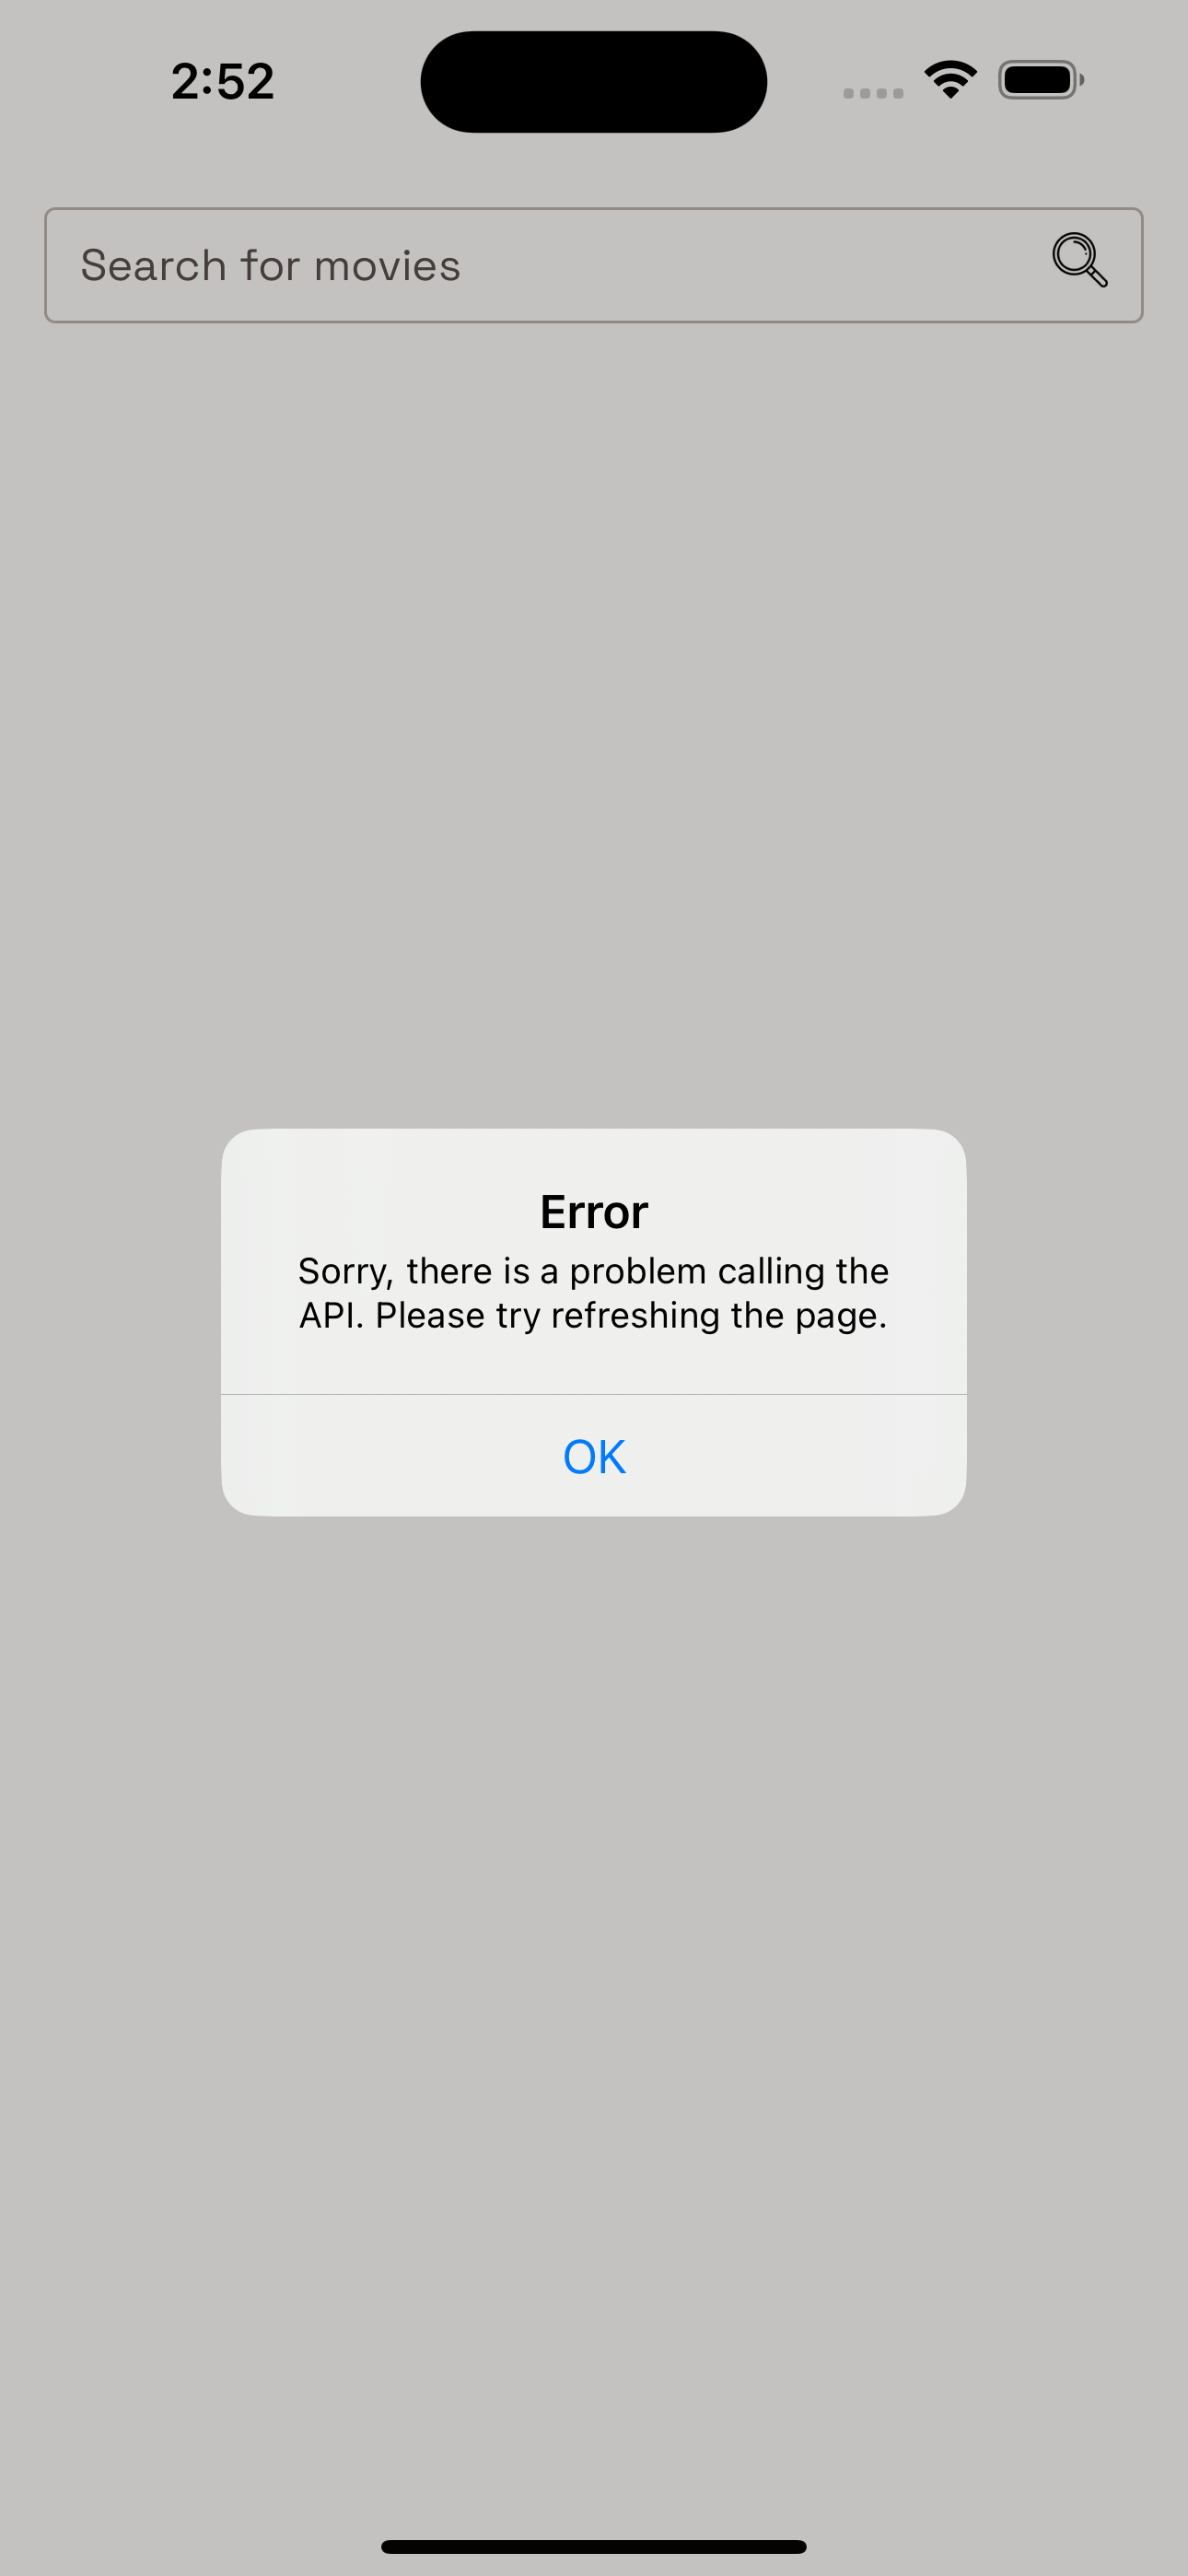 2:52
Search for movies
Error
Sorry, there is a problem calling the
API. Please try refreshing the page.
OK